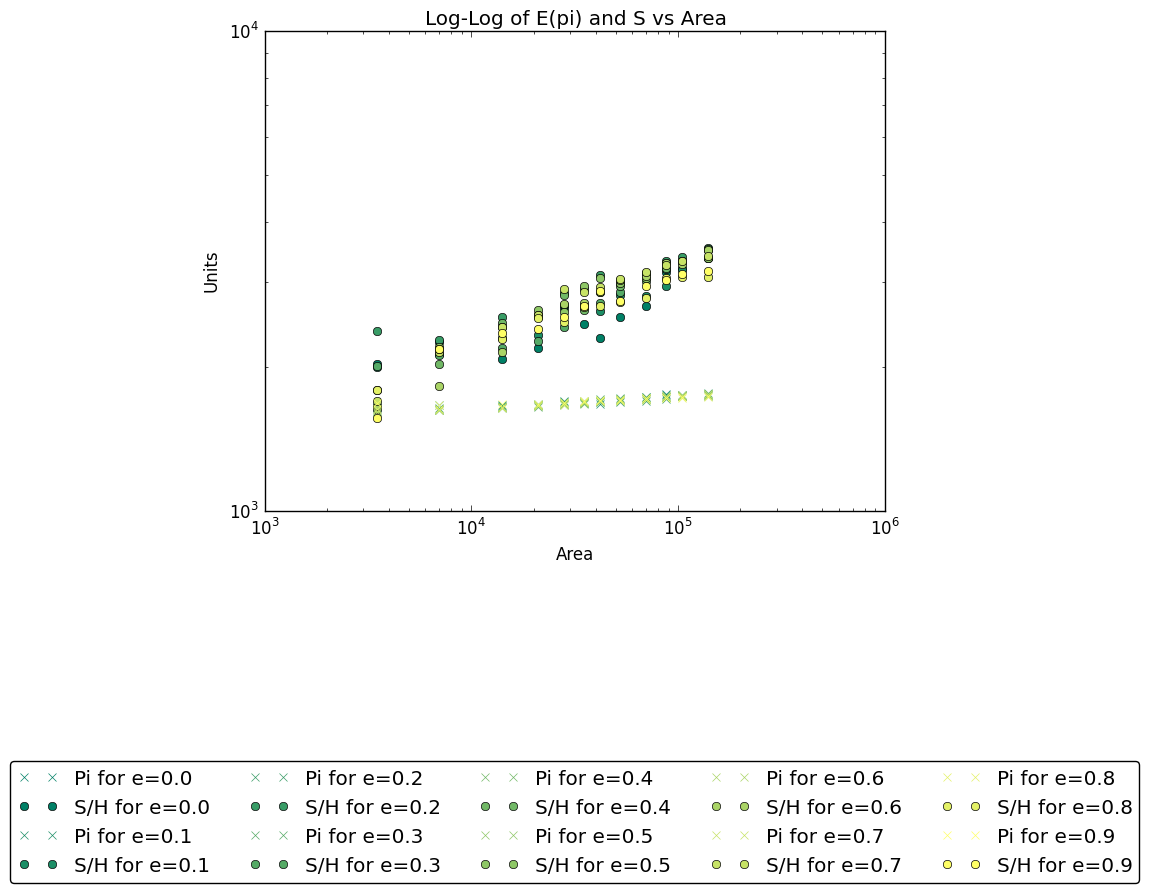 Log-Log of E(pi) and S vs Area
10^4
Units
10^3
10^3 10^4 10^5 10^6
Area
Pi for e=0.0 Pi for e=0.2 Pi for e=0.4 Pi for e=0.6 Pi for e=0.8
S/H for e=0.0 S/H for e=0.2 S/H for e=0.4 S/H for e=0.6 S/H for e=0.8
Pi for e=0.1 Pi for e=0.3 Pi for e=0.5 Pi for e=0.7 Pi for e=0.9
S/H for e=0.1 S/H for e=0.3 S/H for e=0.5 S/H for e=0.7 S/H for e=0.9